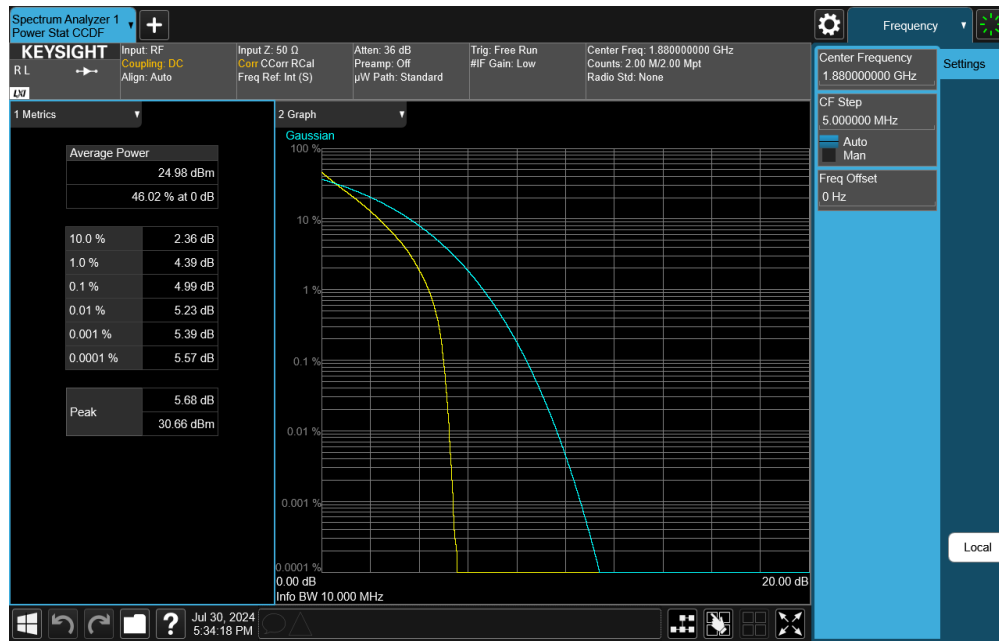 Spectrum Analyzer 1
Power Stat CCDF
+
Frequency
KEYSIGHT
R L
LXI
Input: RF
Coupling: DC
Align: Auto
Input Z: 50 Ω
Corr CCorr RCal
Freq Ref: Int (S)
Atten: 36 dB
Preamp: Off
µW Path: Standard
Trig: Free Run
#IF Gain: Low
Center Freq: 1.880000000 GHz
Counts: 2.00 M/2.00 Mpt
Radio Std: None
Center Frequency
1.880000000 GHz
Settings
CF Step
5.000000 MHz
Auto
Man
Freq Offset
0 Hz
Local
1 Metrics
Average Power
24.98 dBm
46.02 % at 0 dB
10.0 % 2.36 dB
1.0 % 4.39 dB
0.1 % 4.99 dB
0.01 % 5.23 dB
0.001 % 5.39 dB
0.0001 % 5.57 dB
Peak
5.68 dB
30.66 dBm
2 Graph
Gaussian
100 %
10 %
1 %
0.1 %
0.01 %
0.001 %
0.0001 %
0.00 dB 20.00 dB
Info BW 10.000 MHz
?
Jul 30, 2024
5:34:18 PM